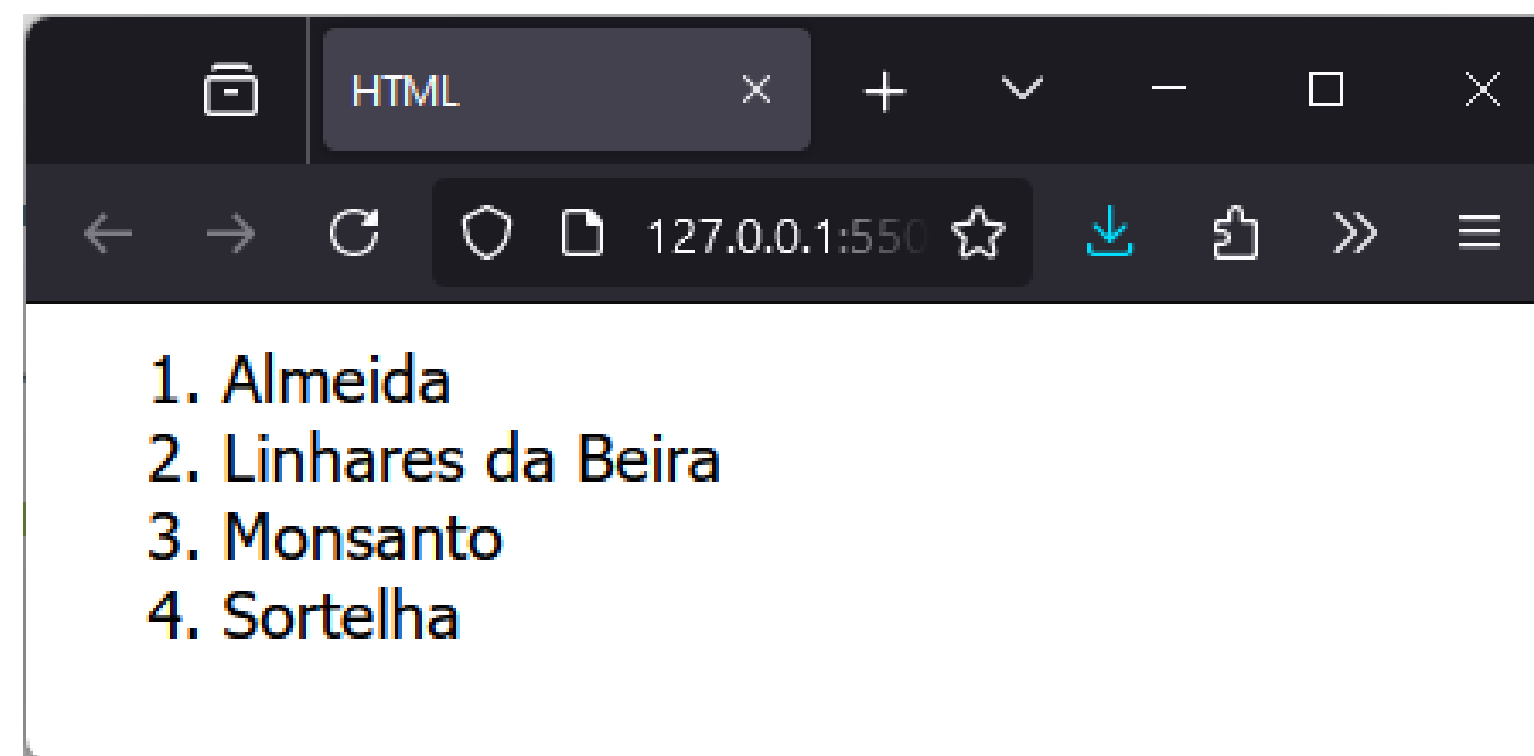 HTML
127.0.0.1:550
1. Almeida
2. Linhares da Beira
3. Monsanto
4. Sortelha